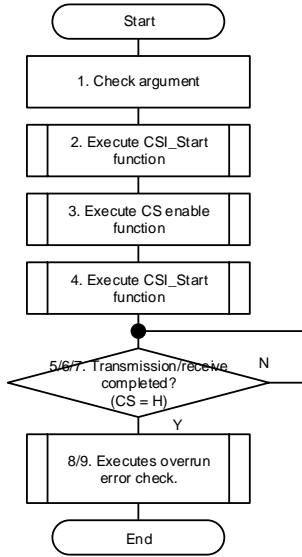 Start
1. Check argument
2. Execute CSI_Start
function
3. Execute CS enable
function
4. Execute CSI_Start
function
5/6/7. Transmission/receive
completed?
(CS = H)
N
Y
8/9. Executes overrun
error check.
End